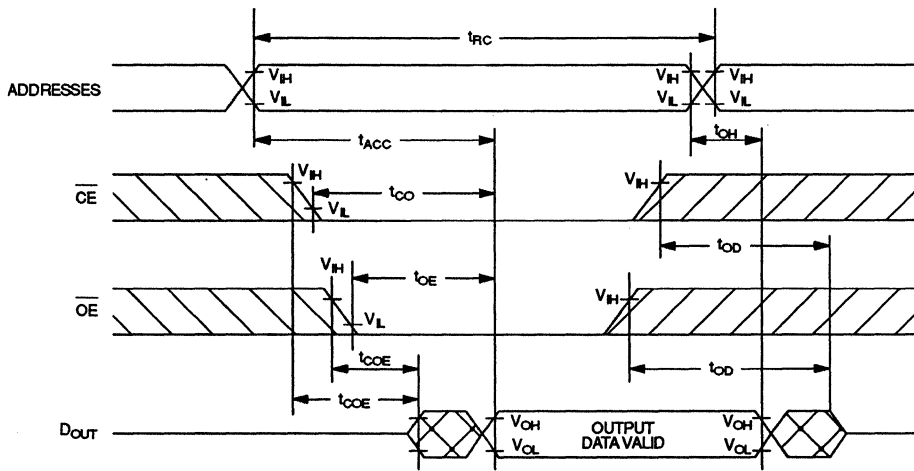 tRC
ADDRESSES
VIH
VIL
VIH
VIL
VIH
VIL
tACC
tOH
CE
VIH
VIL
tCO
VIH
tOD
OE
VIH
VIL
tOE
VIH
tCOE
tOD
tCOE
DOUT
VOH
VOL
OUTPUT
DATA VALID
VOH
VOL